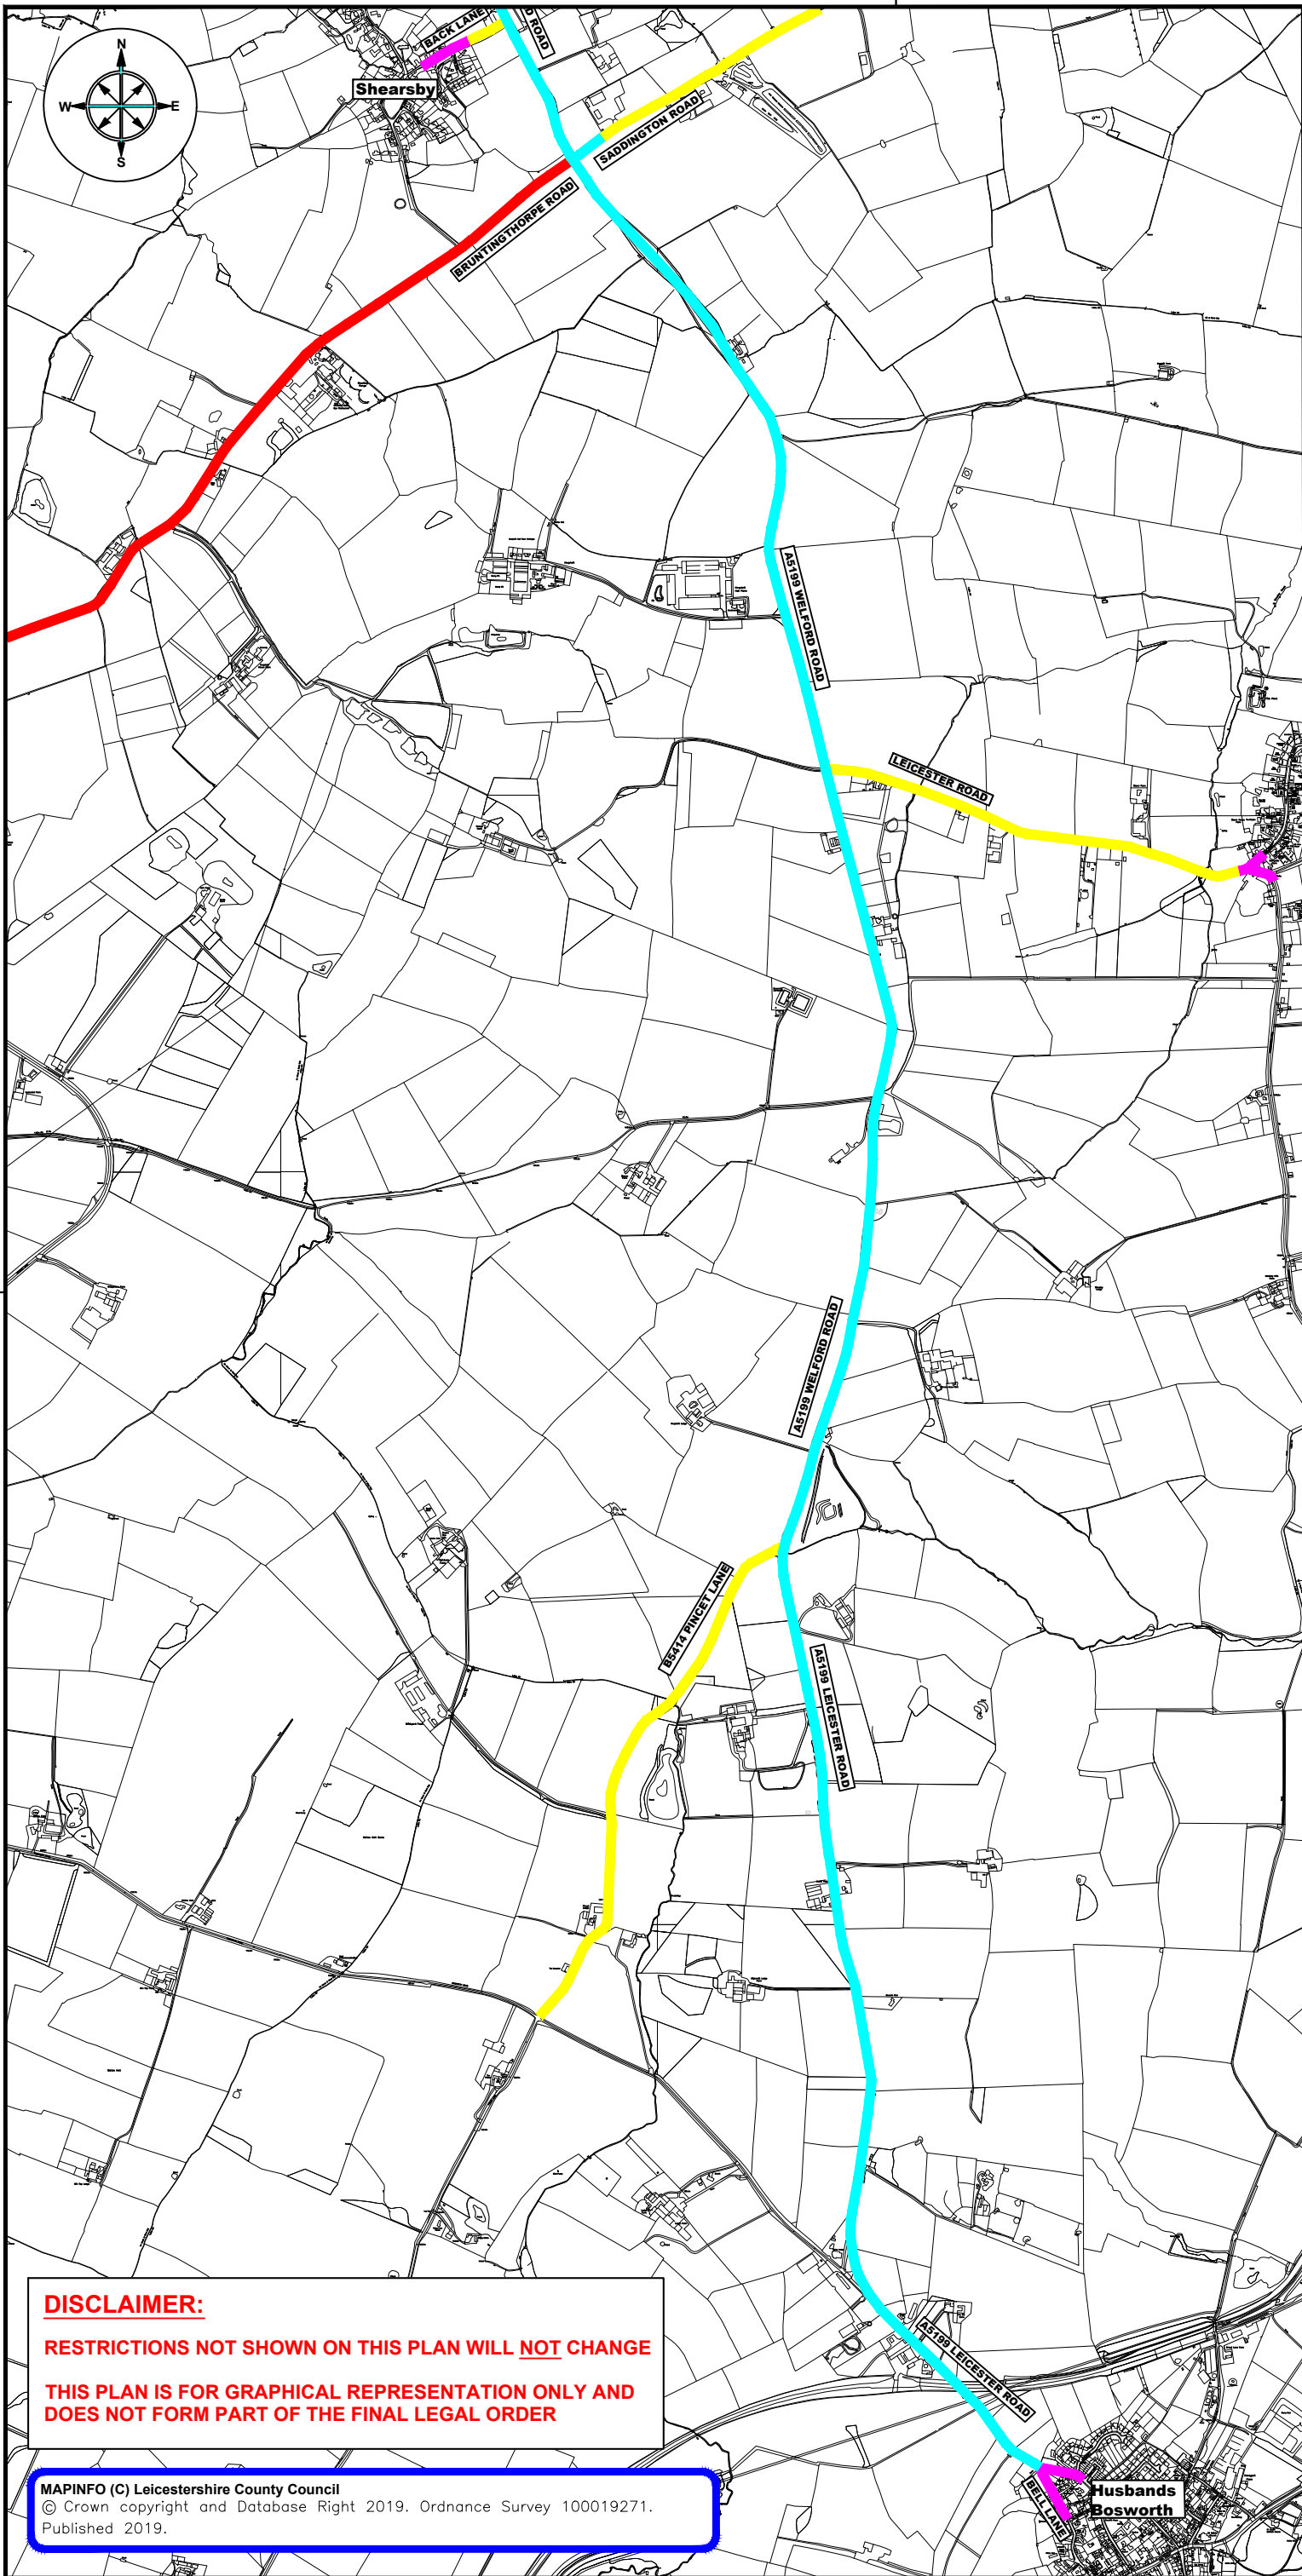 N
W E
S
BACK LANE
ROAD
Shearsby
SADDINGTON ROAD
BRUNTINGTHORPE ROAD
A5199 WELFORD ROAD
LEICESTER ROAD
A5199 WELFORD ROAD
B5414 PINCET LANE
A5199 LEICESTER ROAD
A5199 LEICESTER ROAD
BELL LANE
Husbands
Bosworth
DISCLAIMER:
RESTRICTIONS NOT SHOWN ON THIS PLAN WILL NOT CHANGE
THIS PLAN IS FOR GRAPHICAL REPRESENTATION ONLY AND
DOES NOT FORM PART OF THE FINAL LEGAL ORDER
MAPINFO (C) Leicestershire County Council
© Crown copyright and Database Right 2019. Ordnance Survey 100019271.
Published 2019.